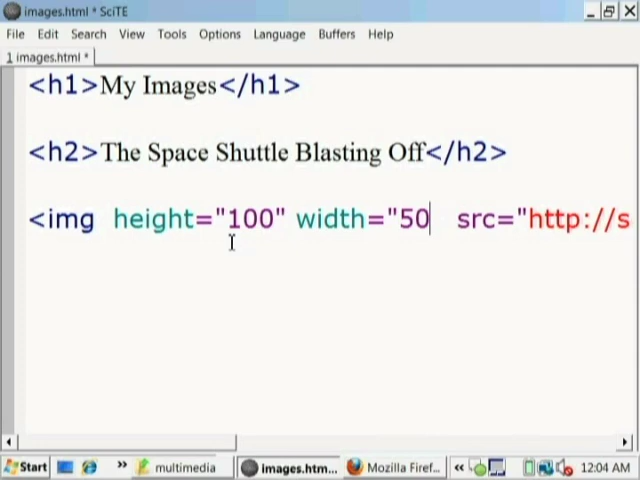 images.html * SciTE
File Edit Search View Tools Options Language Buffers Help
1 images.html *
<h1>My Images</h1>
<h2>The Space Shuttle Blasting Off</h2>
<img height="100" width="50 src="http://s
Start » multimedia images.htm... Mozilla Firef... « 12:04 AM